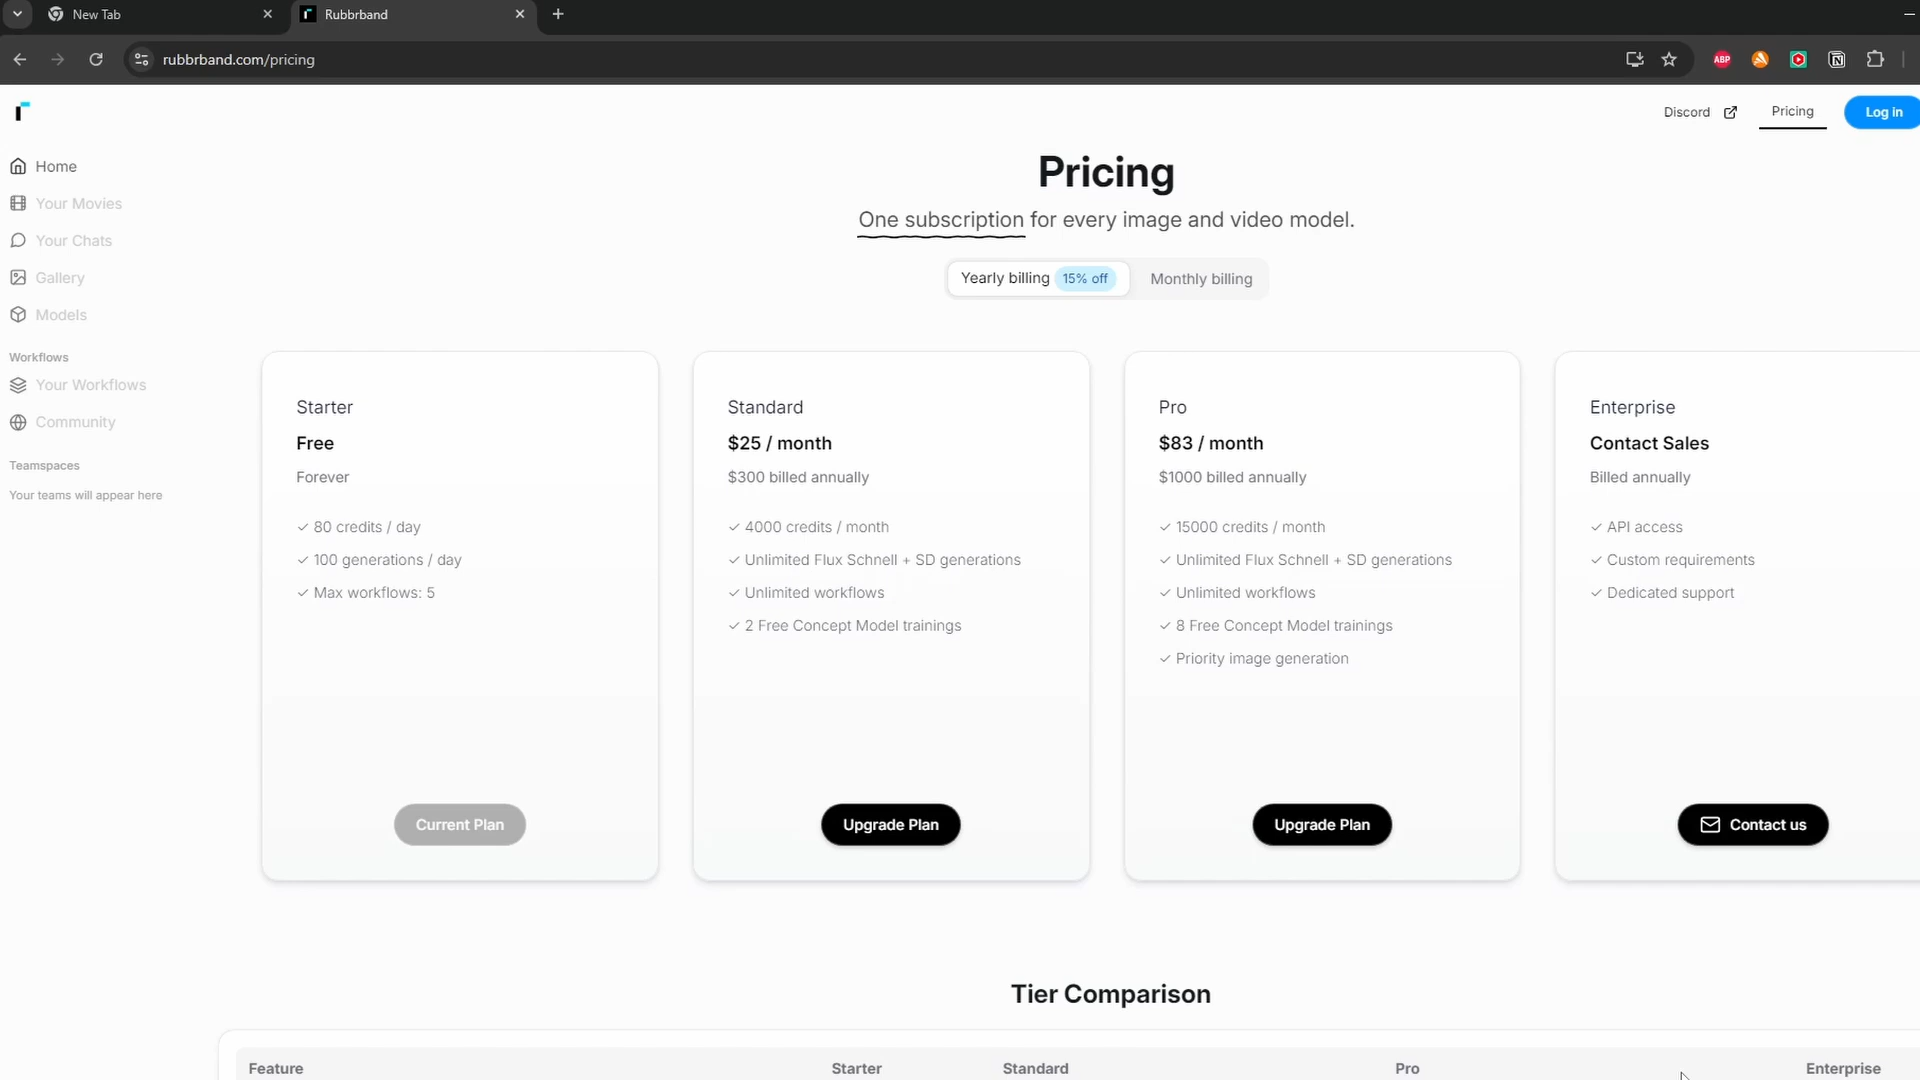 New Tab
Rubbrband
rubbrband.com/pricing
ABP
Discord
Pricing
Log in
Home
Your Movies
Your Chats
Gallery
Models
Workflows
Your Workflows
Community
Teamspaces
Your teams will appear here
Pricing
One subscription for every image and video model.
Yearly billing 15% off
Monthly billing
Starter
Free
Forever
80 credits / day
100 generations / day
Max workflows: 5
Current Plan
Standard
$25 / month
$300 billed annually
4000 credits / month
Unlimited Flux Schnell + SD generations
Unlimited workflows
2 Free Concept Model trainings
Upgrade Plan
Pro
$83 / month
$1000 billed annually
15000 credits / month
Unlimited Flux Schnell + SD generations
Unlimited workflows
8 Free Concept Model trainings
Priority image generation
Upgrade Plan
Enterprise
Contact Sales
Billed annually
API access
Custom requirements
Dedicated support
Contact us
Tier Comparison
Feature Starter Standard Pro Enterprise